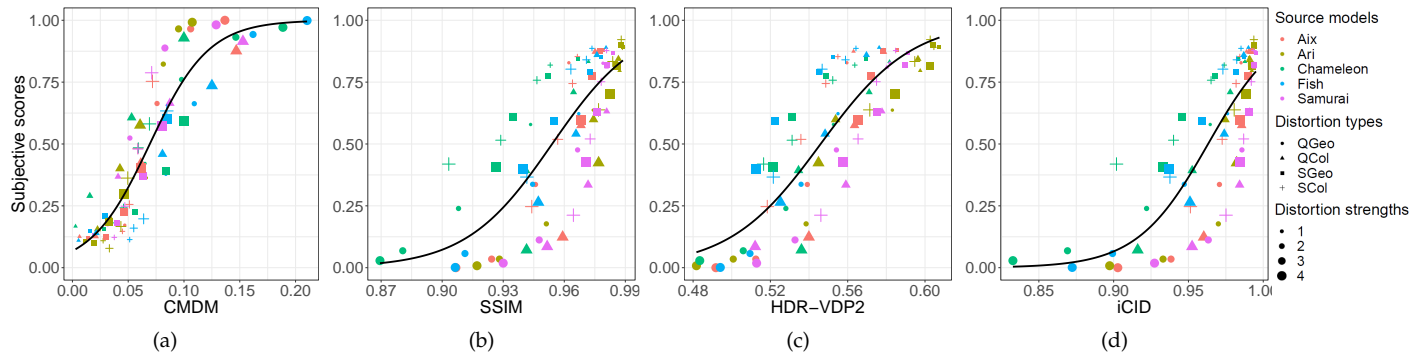 Subjective scores
1.00
0.75
0.50
0.25
0.00
0.00 0.05 0.10 0.15 0.20
CMDM
(a)
1.00
0.75
0.50
0.25
0.00
0.87 0.90 0.93 0.96 0.99
SSIM
(b)
1.00
0.75
0.50
0.25
0.00
0.48 0.52 0.56 0.60
HDR−VDP2
(c)
1.00
0.75
0.50
0.25
0.00
0.85 0.90 0.95 1.0
iCID
(d)
Source models
Aix
Ari
Chameleon
Fish
Samurai
Distortion types
QGeo
QCol
SGeo
SCol
Distortion strengths
1
2
3
4